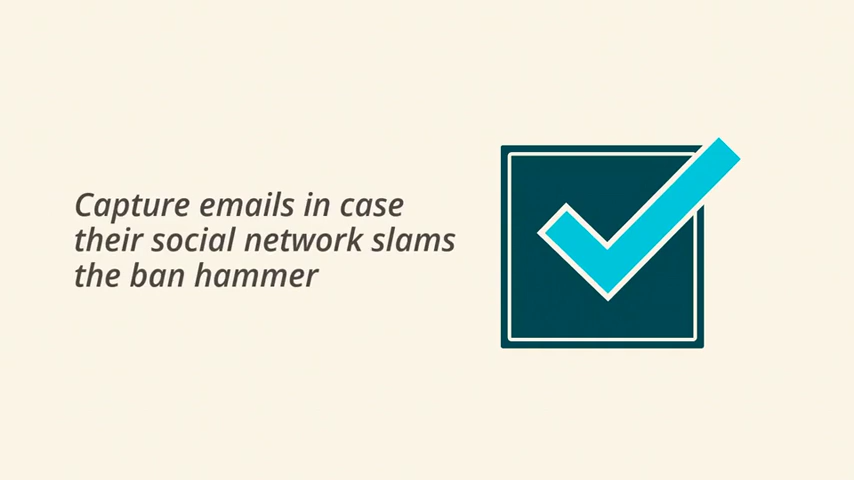 Capture emails in case
their social network slams
the ban hammer